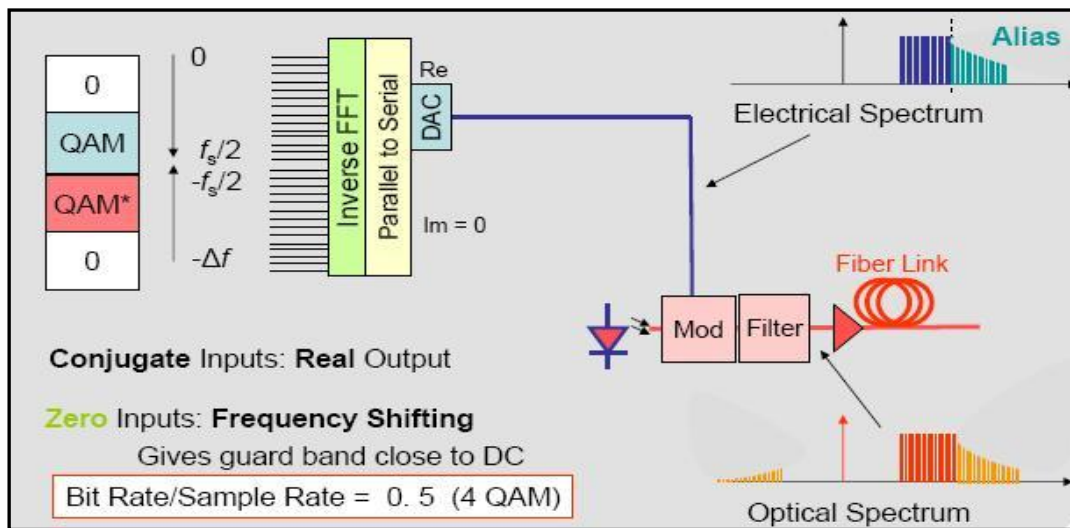 0
QAM
QAM*
0
0
fs/2
-fs/2
-Δf
Inverse FFT
Parallel to Serial
Re
DAC
Im = 0
Alias
Electrical Spectrum
Fiber Link
Mod
Filter
Conjugate Inputs: Real Output
Zero Inputs: Frequency Shifting
Gives guard band close to DC
Bit Rate/Sample Rate = 0. 5 (4 QAM)
Optical Spectrum